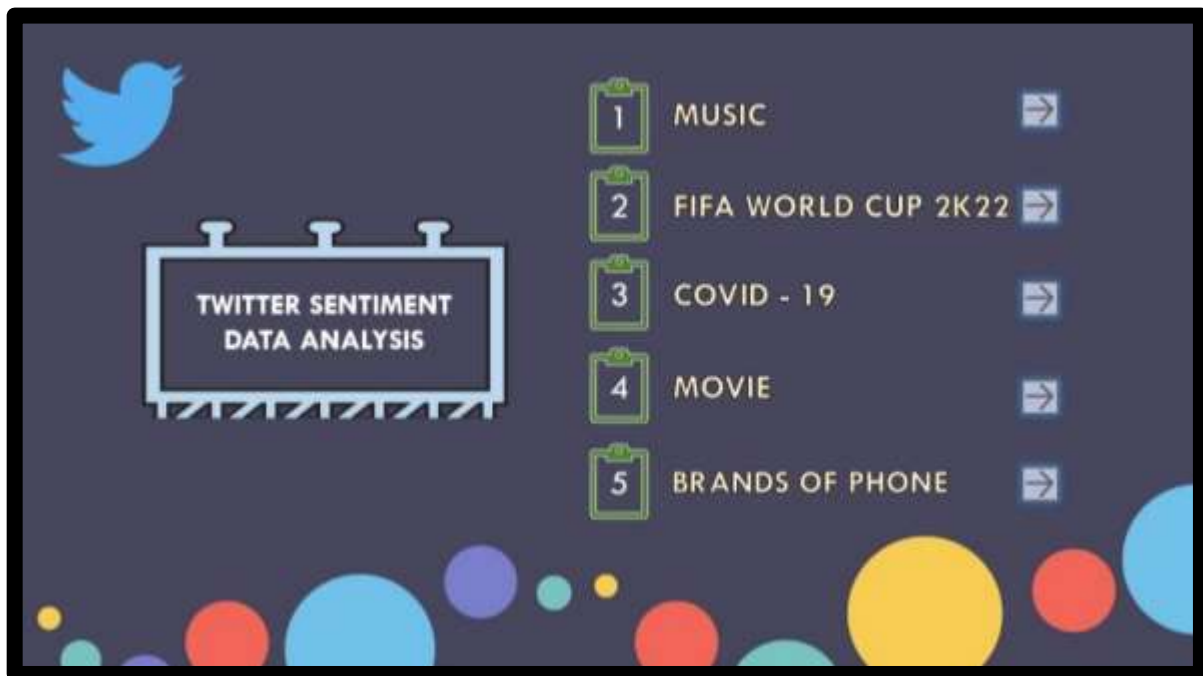 TWITTER SENTIMENT
DATA ANALYSIS
1 MUSIC
2 FIFA WORLD CUP 2K22
3 COVID - 19
4 MOVIE
5 BRANDS OF PHONE